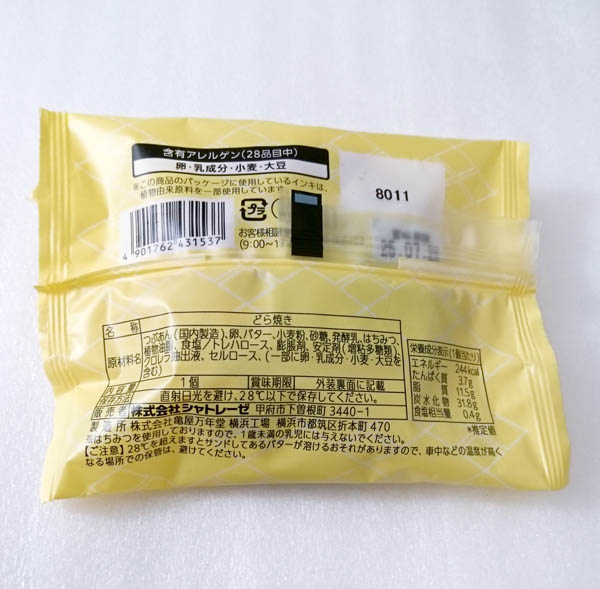 含有アレルゲン(28品目中)
卵・乳成分・小麦・大豆
※この商品のパッケージに使用しているインキは、
植物由来原料を一部使用しています。
8011
プラ
お客様相談
(9:00~17
4 901762 431537
25.07.
名 称 どら焼き
原材料名 つぶあん(国内製造)、卵、バター、小麦粉、砂糖、発酵乳、はちみつ、
植物油脂、食塩/トレハロース、膨脹剤、安定剤(増粘多糖類)、
クロレラ抽出液、セルロース、(一部に卵・乳成分・小麦・大豆を
含む)
内容量 1個 賞味期限 外装裏面に記載
保存方法 直射日光を避け、28℃以下で保存してください。
販売者 株式会社シャトレーゼ 甲府市下曽根町3440-1
製造所 株式会社亀屋万年堂 横浜工場 横浜市都筑区折本町470
栄養成分表示(1個当たり)
エネルギー 244kcal
たんぱく質 3.7g
脂質 11.5g
炭水化物 31.8g
食塩相当量 0.4g
*推定値
はちみつを使用しておりますので、1歳未満の乳児には与えないでください。
【ご注意】28℃を超えますとサンドしてあるバターが溶けるおそれがありますので、車中などの温度が高く
なる場所での保管は、避けてください。